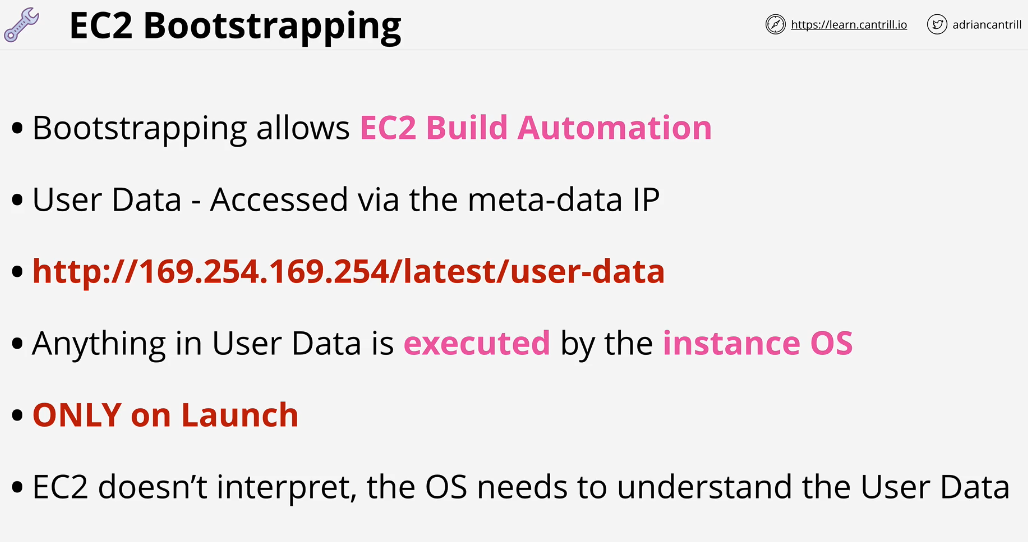 EC2 Bootstrapping
https://learn.cantrill.io
adriancantrill
• Bootstrapping allows EC2 Build Automation
• User Data - Accessed via the meta-data IP
• http://169.254.169.254/latest/user-data
• Anything in User Data is executed by the instance OS
• ONLY on Launch
• EC2 doesn’t interpret, the OS needs to understand the User Data